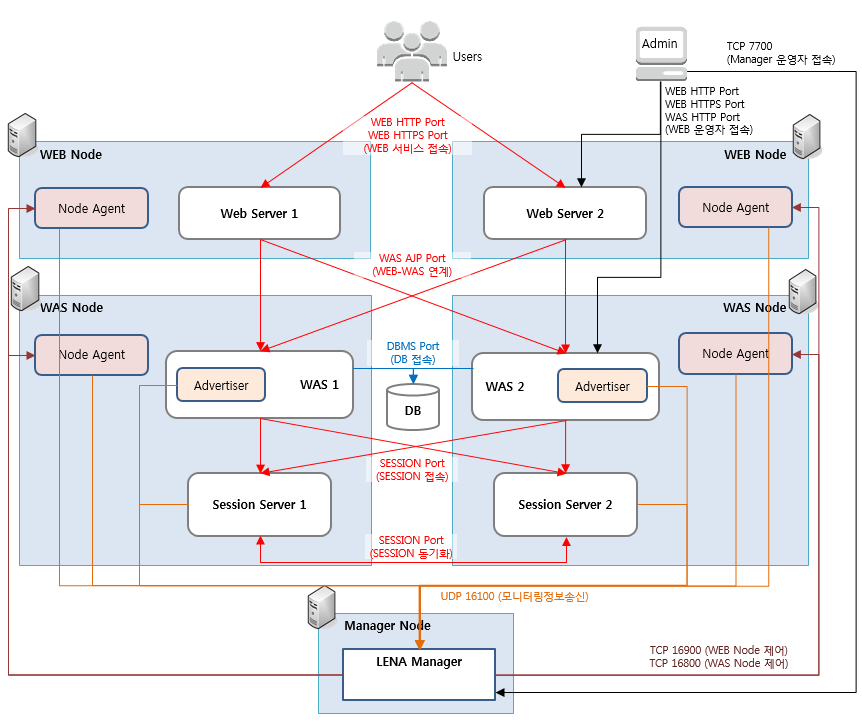 Users
Admin
TCP 7700
(Manager 운영자 접속)
WEB HTTP Port
WEB HTTPS Port
WAS HTTP Port
(WEB 운영자 접속)
WEB HTTP Port
WEB HTTPS Port
(WEB 서비스 접속)
WEB Node
WEB Node
Node Agent
Web Server 1
Web Server 2
Node Agent
WAS AJP Port
(WEB-WAS 연계)
WAS Node
WAS Node
Node Agent
DBMS Port
(DB 접속)
Node Agent
Advertiser
WAS 1
DB
WAS 2
Advertiser
SESSION Port
(SESSION 접속)
Session Server 1
Session Server 2
SESSION Port
(SESSION 동기화)
UDP 16100 (모니터링정보송신)
Manager Node
LENA Manager
TCP 16900 (WEB Node 제어)
TCP 16800 (WAS Node 제어)